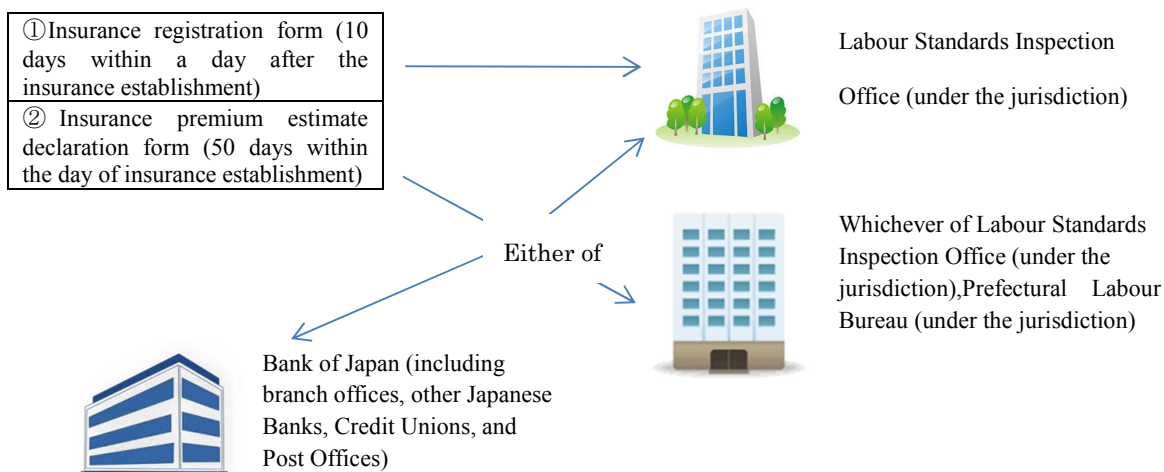 ①Insurance registration form (10
days within a day after the
insurance establishment)
② Insurance premium estimate
declaration form (50 days within
the day of insurance establishment)
Labour Standards Inspection
Office (under the jurisdiction)
Either of
Whichever of Labour Standards
Inspection Office (under the
jurisdiction),Prefectural Labour
Bureau (under the jurisdiction)
Bank of Japan (including
branch offices, other Japanese
Banks, Credit Unions, and
Post Offices)